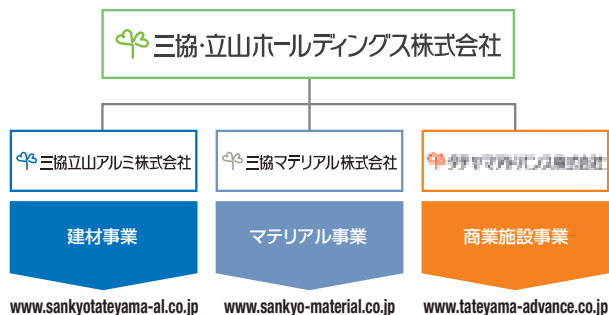 三協・立山ホールディングス株式会社
三協立山アルミ株式会社
三協マテリアル株式会社
建材事業
マテリアル事業
商業施設事業
www.sankyotateyama-al.co.jp
www.sankyo-material.co.jp
www.tateyama-advance.co.jp